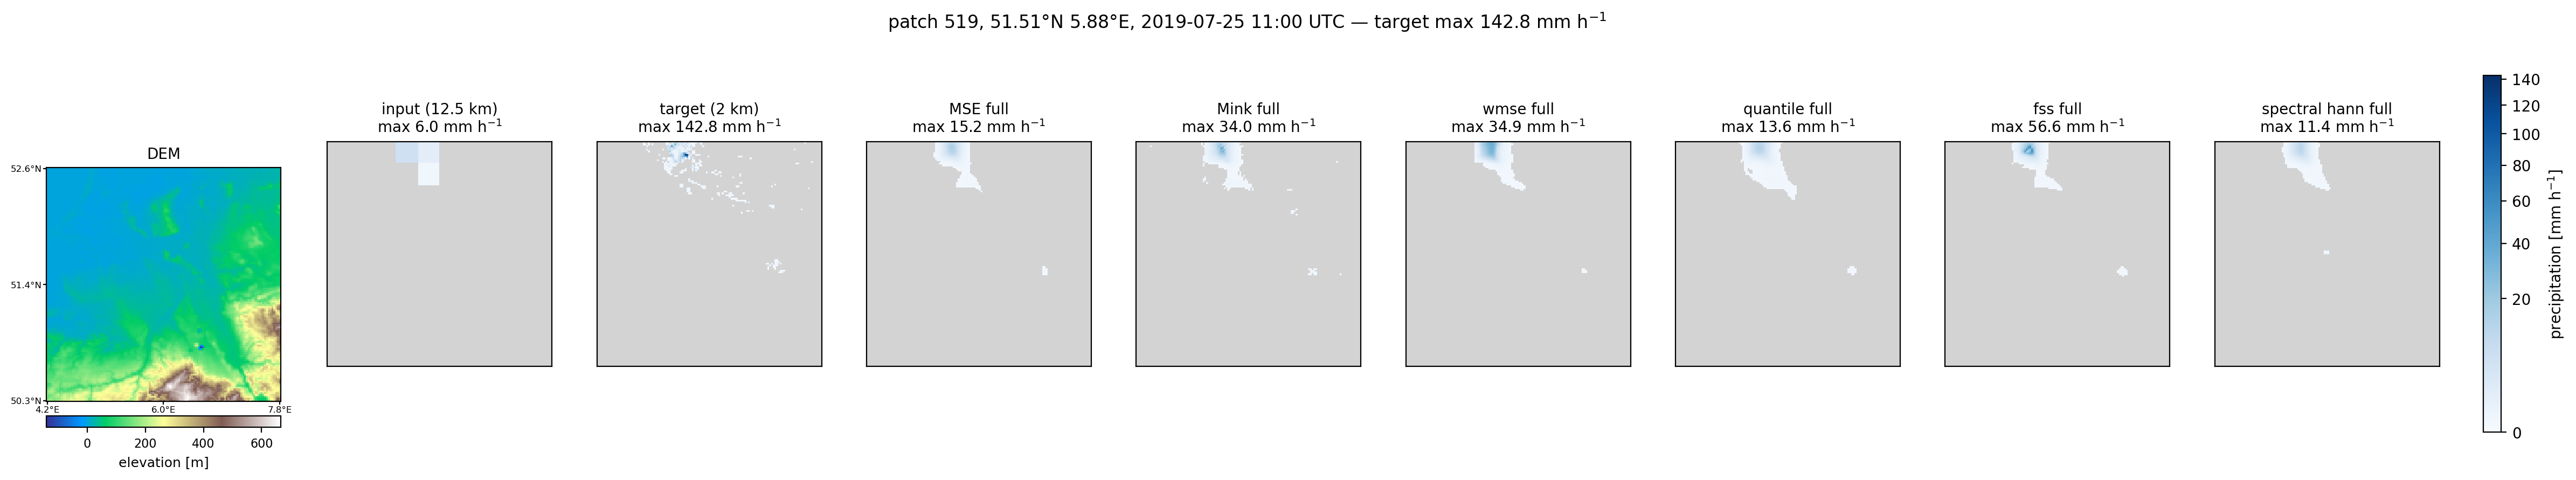 patch 519, 51.51°N 5.88°E, 2019-07-25 11:00 UTC — target max 142.8 mm h⁻¹
DEM
52.6°N
51.4°N
50.3°N
4.2°E 6.0°E 7.8°E
0 200 400 600
elevation [m]
input (12.5 km)
max 6.0 mm h⁻¹
target (2 km)
max 142.8 mm h⁻¹
MSE full
max 15.2 mm h⁻¹
Mink full
max 34.0 mm h⁻¹
wmse full
max 34.9 mm h⁻¹
quantile full
max 13.6 mm h⁻¹
fss full
max 56.6 mm h⁻¹
spectral hann full
max 11.4 mm h⁻¹
140
120
100
80
60
40
20
0
precipitation [mm h⁻¹]